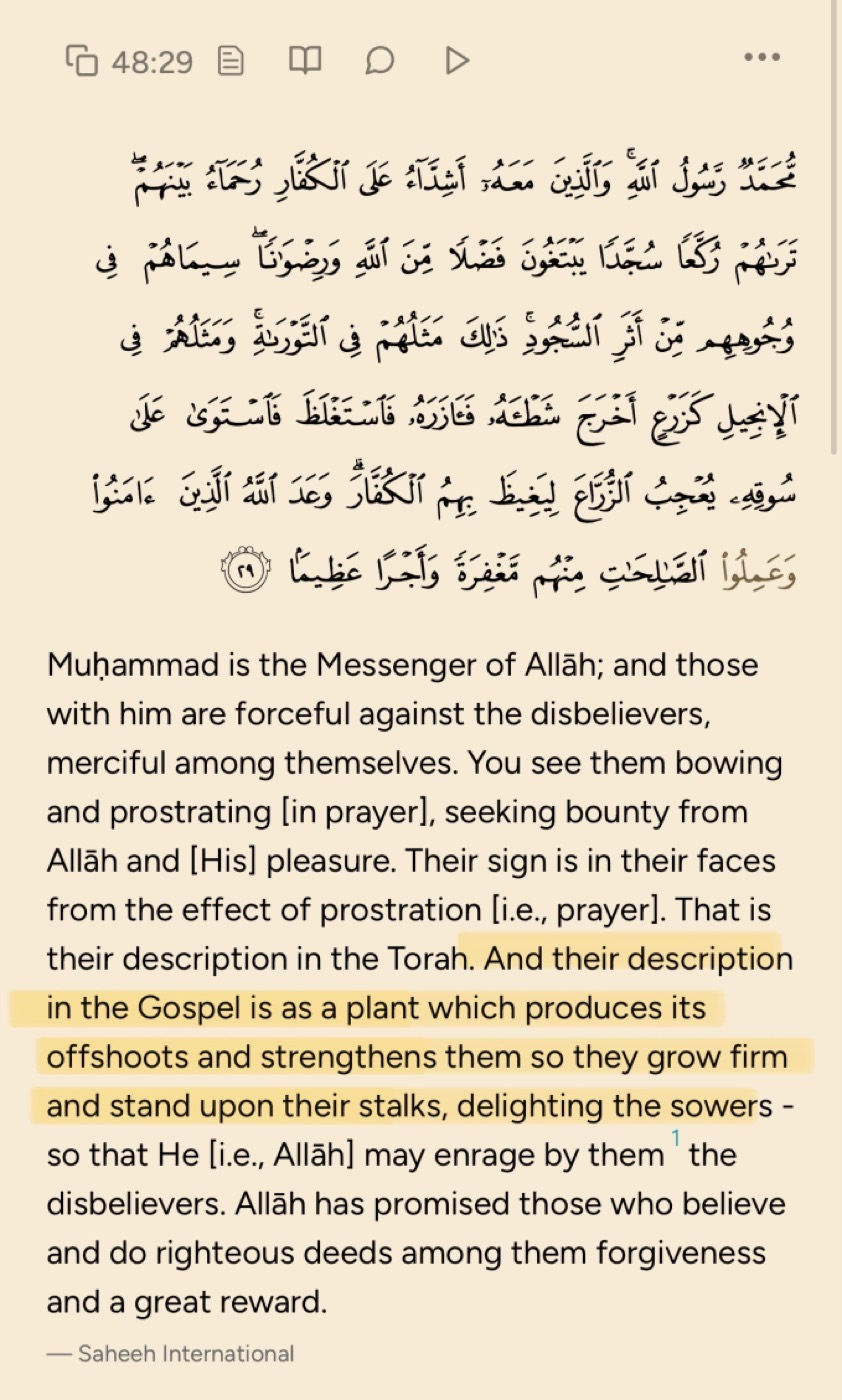 48:29
مُّحَمَّدٌ رَّسُولُ ٱللَّهِ ۚ وَٱلَّذِينَ مَعَهُۥٓ أَشِدَّآءُ عَلَى ٱلْكُفَّارِ رُحَمَآءُ بَيْنَهُمْ ۖ
تَرَىٰهُمْ رُكَّعًا سُجَّدًا يَبْتَغُونَ فَضْلًا مِّنَ ٱللَّهِ وَرِضْوَٰنًا ۖ سِيمَاهُمْ فِى
وُجُوهِهِم مِّنْ أَثَرِ ٱلسُّجُودِ ۚ ذَٰلِكَ مَثَلُهُمْ فِى ٱلتَّوْرَىٰةِ ۚ وَمَثَلُهُمْ فِى
ٱلْإِنجِيلِ كَزَرْعٍ أَخْرَجَ شَطْـَٔهُۥ فَـَٔازَرَهُۥ فَٱسْتَغْلَظَ فَٱسْتَوَىٰ عَلَىٰ
سُوقِهِۦ يُعْجِبُ ٱلزُّرَّاعَ لِيَغِيظَ بِهِمُ ٱلْكُفَّارَ ۗ وَعَدَ ٱللَّهُ ٱلَّذِينَ ءَامَنُوا۟
وَعَمِلُوا۟ ٱلصَّـٰلِحَـٰتِ مِنْهُم مَّغْفِرَةً وَأَجْرًا عَظِيمًۢا ٢٩
Muḥammad is the Messenger of Allāh; and those
with him are forceful against the disbelievers,
merciful among themselves. You see them bowing
and prostrating [in prayer], seeking bounty from
Allāh and [His] pleasure. Their sign is in their faces
from the effect of prostration [i.e., prayer]. That is
their description in the Torah. And their description
in the Gospel is as a plant which produces its
offshoots and strengthens them so they grow firm
and stand upon their stalks, delighting the sowers -
so that He [i.e., Allāh] may enrage by them 1 the
disbelievers. Allāh has promised those who believe
and do righteous deeds among them forgiveness
and a great reward.
— Saheeh International